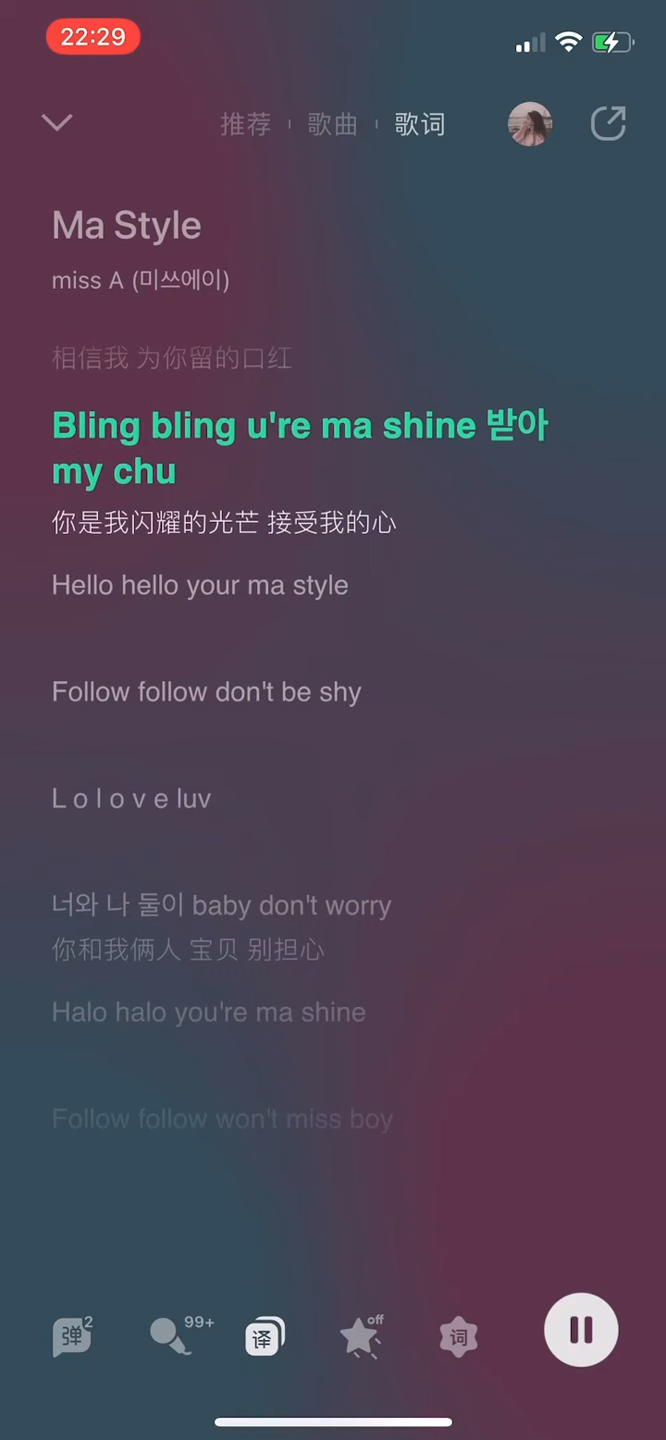 22:29
推荐 歌曲 歌词
Ma Style
miss A (미쓰에이)
相信我 为你留的口红
Bling bling u're ma shine 받아
my chu
你是我闪耀的光芒 接受我的心
Hello hello your ma style
Follow follow don't be shy
L o l o v e luv
너와 나 둘이 baby don't worry
你和我俩人 宝贝 别担心
Halo halo you're ma shine
Follow follow won't miss boy
弹 2 99+ 译 off 词